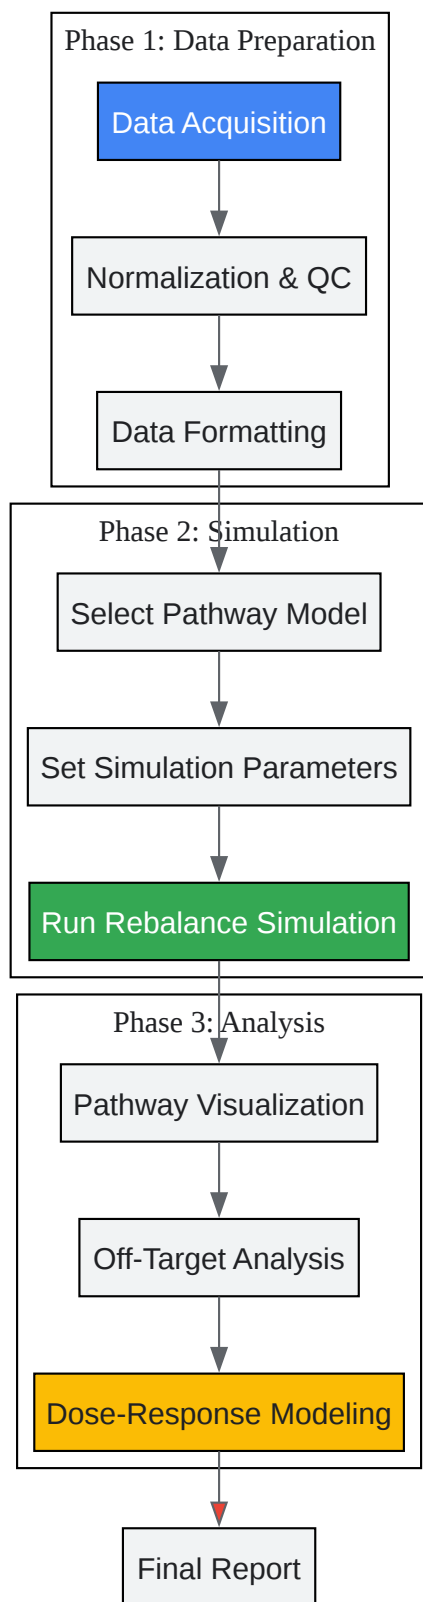 Phase 1: Data Preparation
Data Acquisition
Normalization & QC
Data Formatting
Phase 2: Simulation
Select Pathway Model
Set Simulation Parameters
Run Rebalance Simulation
Phase 3: Analysis
Pathway Visualization
Off-Target Analysis
Dose-Response Modeling
Final Report